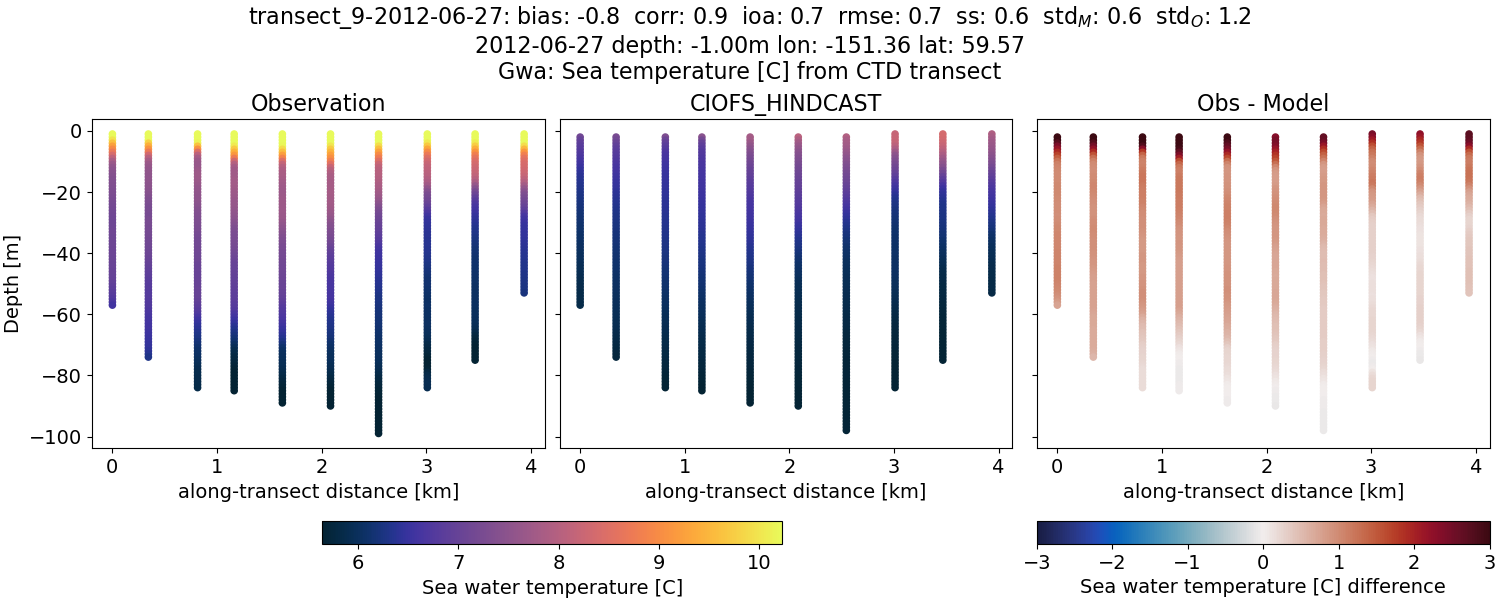 transect_9-2012-06-27: bias: -0.8  corr: 0.9  ioa: 0.7  rmse: 0.7  ss: 0.6  std_M: 0.6  std_O: 1.2
2012-06-27 depth: -1.00m lon: -151.36 lat: 59.57
Gwa: Sea temperature [C] from CTD transect
Observation
CIOFS_HINDCAST
Obs - Model
Depth [m]
0
−20
−40
−60
−80
−100
0 1 2 3 4
0 1 2 3 4
0 1 2 3 4
along-transect distance [km]
along-transect distance [km]
along-transect distance [km]
6 7 8 9 10
Sea water temperature [C]
−3 −2 −1 0 1 2 3
Sea water temperature [C] difference